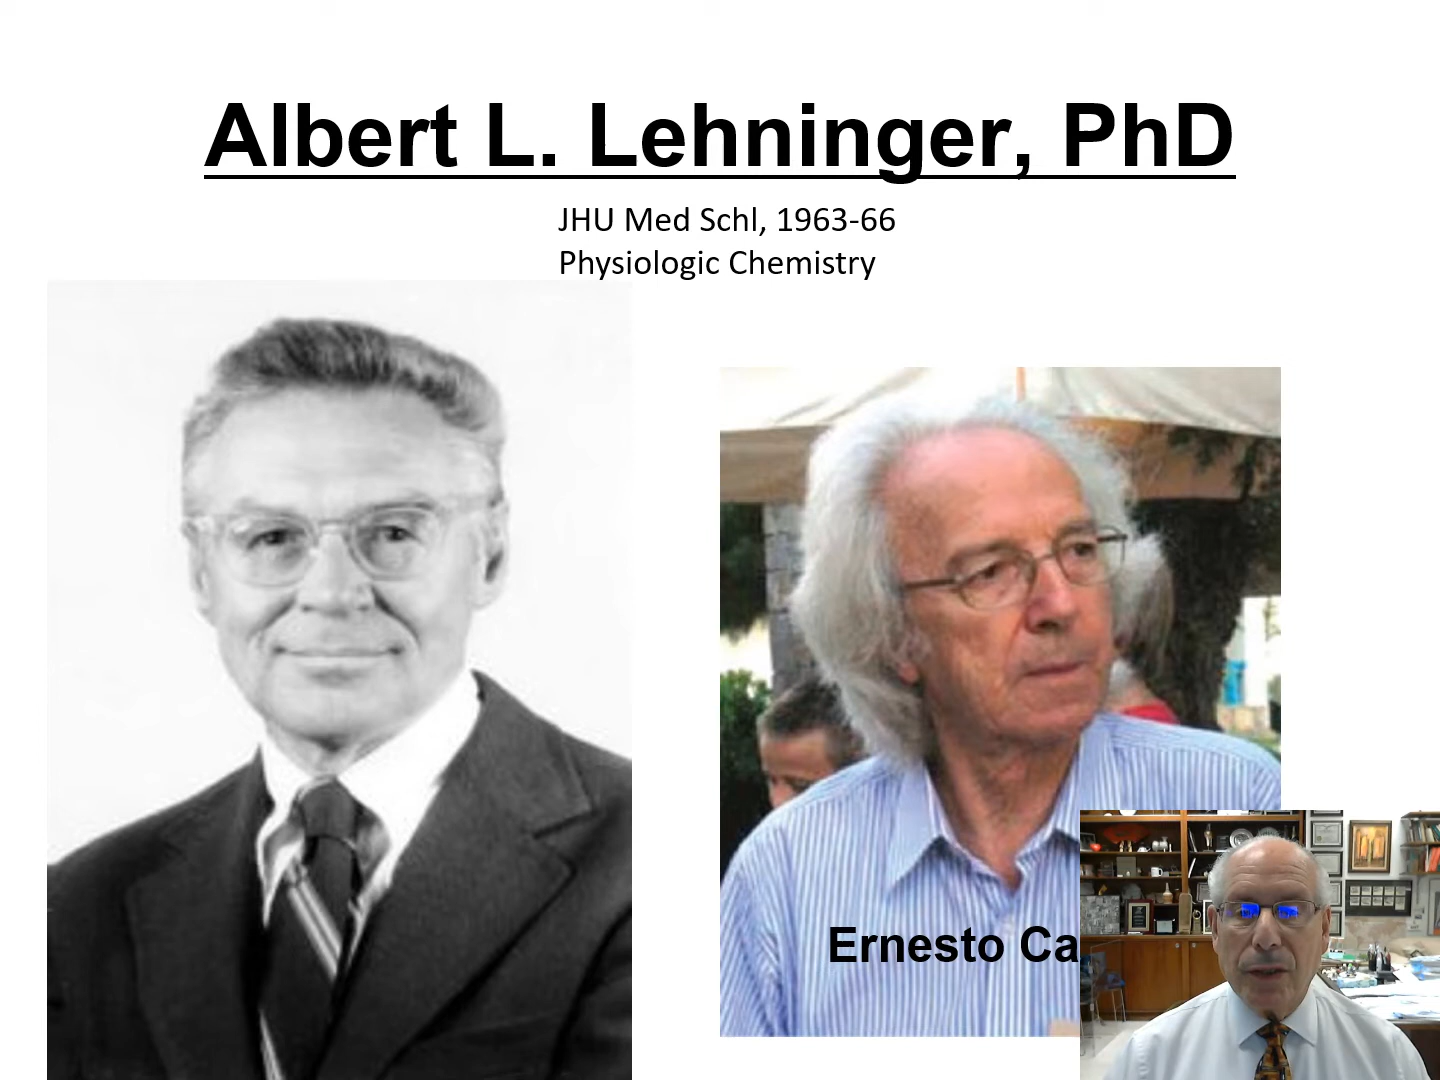 Albert L. Lehninger, PhD
JHU Med Schl, 1963-66
Physiologic Chemistry
Ernesto Ca